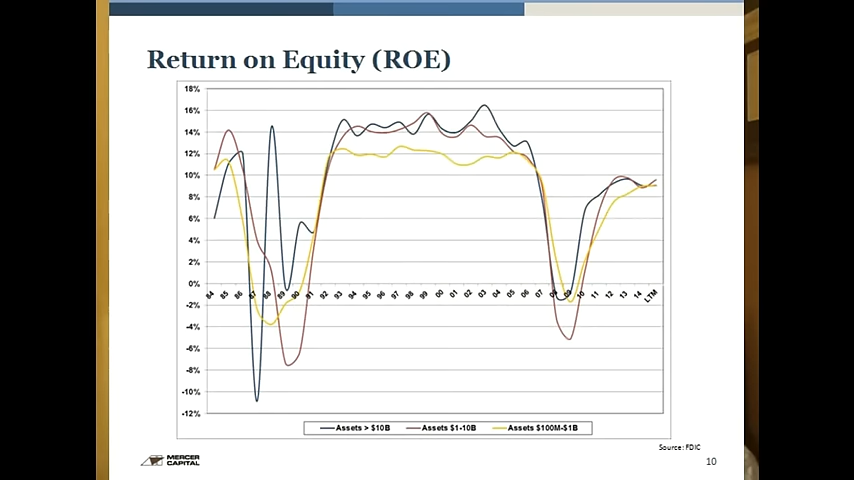 Return on Equity (ROE)
18%
16%
14%
12%
10%
8%
6%
4%
2%
0%
-2%
-4%
-6%
-8%
-10%
-12%
84 85 86 87 88 89 90 91 92 93 94 95 96 97 98 99 00 01 02 03 04 05 06 07 08 09 10 11 12 13 14 LTM
Assets > $10B Assets $1-10B Assets $100M-$1B
Source: FDIC
MERCER
CAPITAL
10